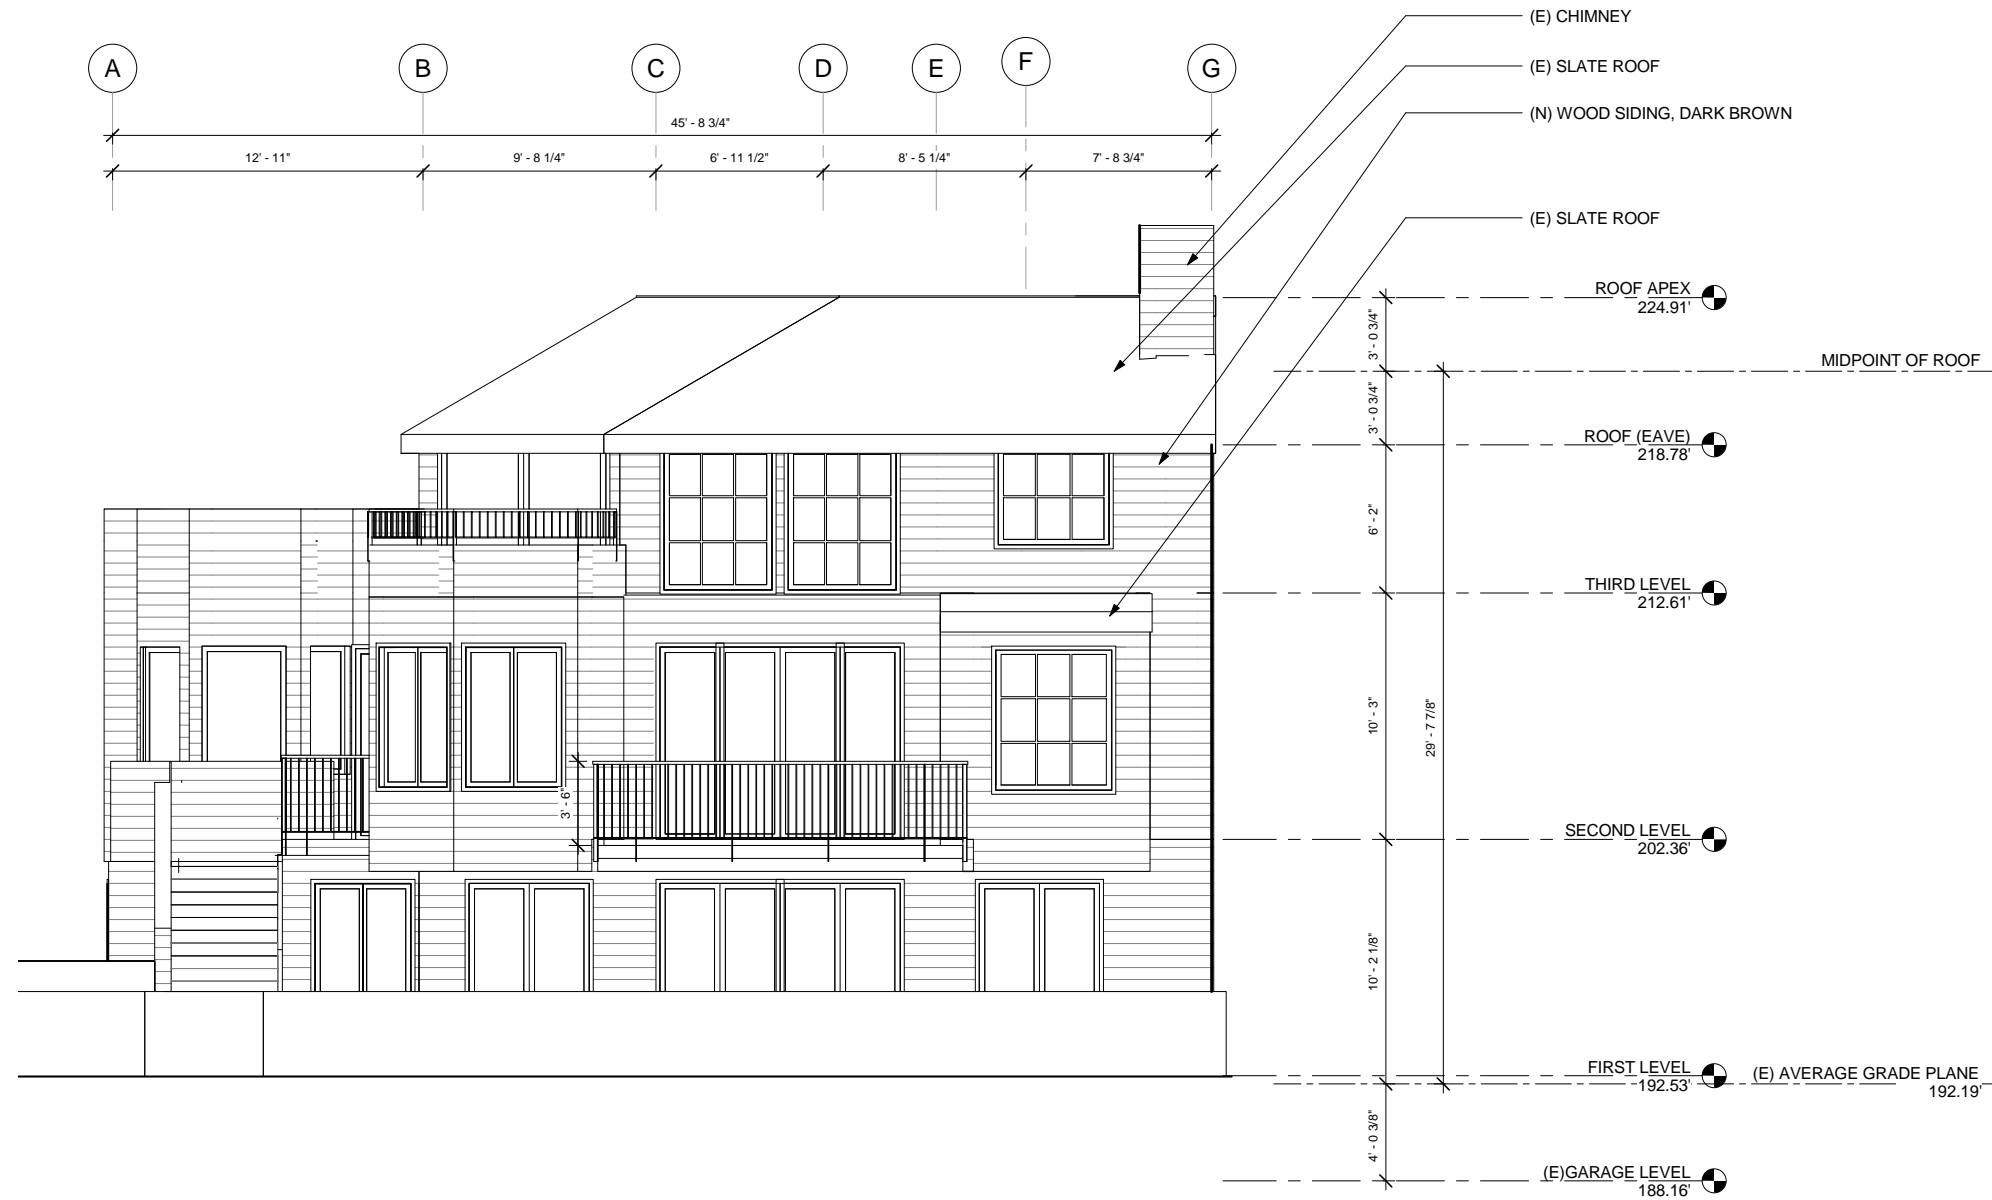 (E) CHIMNEY
A
B
C
D
E
F
G
(E) SLATE ROOF
(N) WOOD SIDING, DARK BROWN
45' - 8 3/4"
12' - 11"
9' - 8 1/4"
6' - 11 1/2"
8' - 5 1/4"
7' - 8 3/4"
(E) SLATE ROOF
ROOF APEX
224.91'
3' - 0 3/4"
MIDPOINT OF ROOF
3' - 0 3/4"
ROOF (EAVE)
218.78'
6' - 2"
THIRD LEVEL
212.61'
10' - 3"
29' - 7 7/8"
3' - 6"
SECOND LEVEL
202.36'
10' - 2 1/8"
FIRST LEVEL
192.53'
(E) AVERAGE GRADE PLANE
192.19'
4' - 0 3/8"
(E)GARAGE LEVEL
188.16'